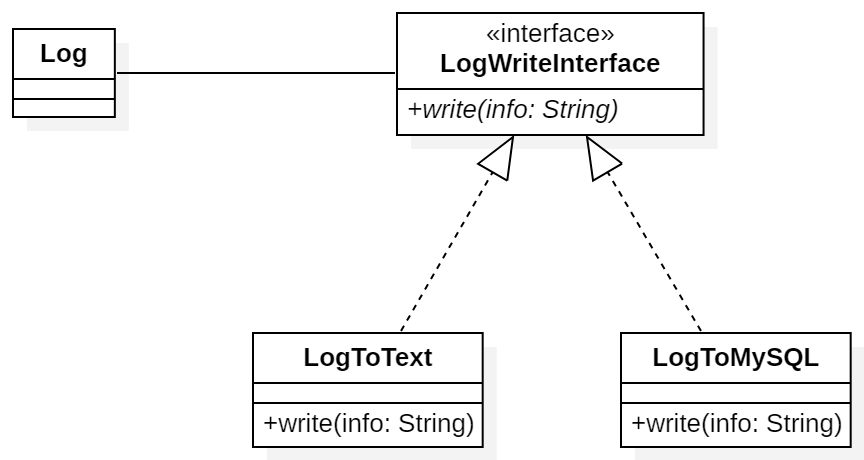 Log
«interface»
LogWriteInterface
+write(info: String)
LogToText
+write(info: String)
LogToMySQL
+write(info: String)